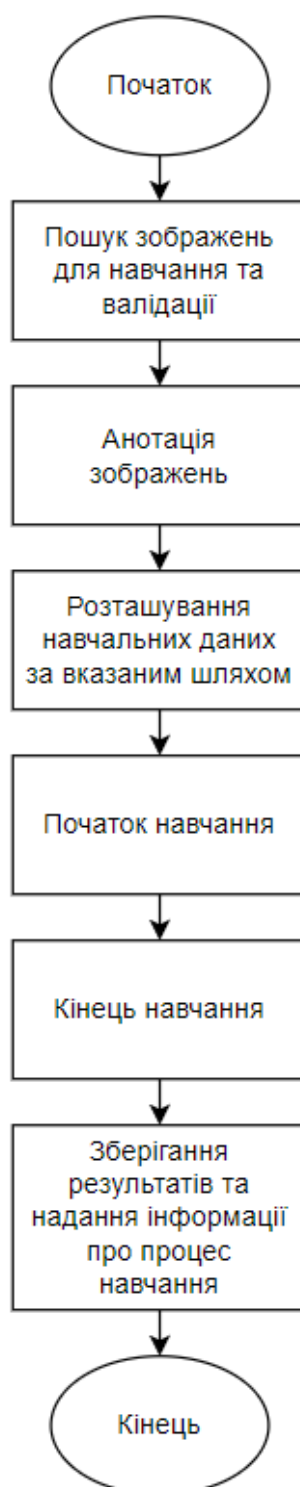 Початок
Пошук зображень
для навчання та
валідації
Анотація
зображень
Розташування
навчальних даних
за вказаним шляхом
Початок навчання
Кінець навчання
Зберігання
результатів та
надання інформації
про процес
навчання
Кінець